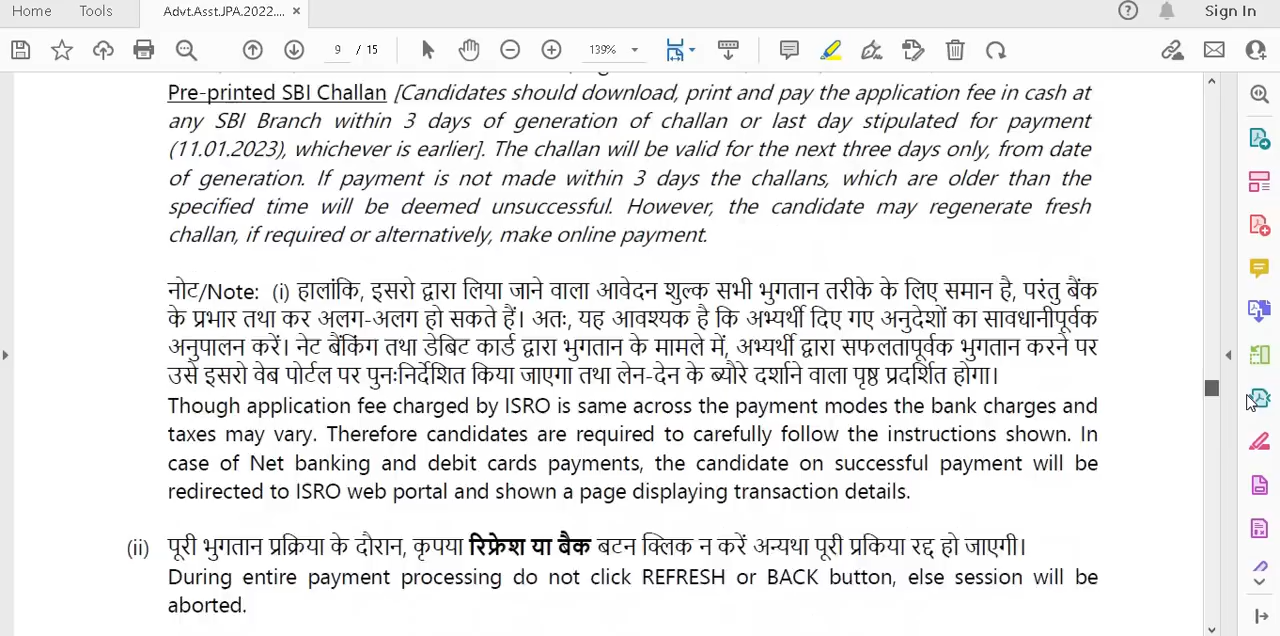 Home Tools Advt.Asst.JPA.2022.... × Sign In
9 / 15 139%
Pre-printed SBI Challan [Candidates should download, print and pay the application fee in cash at
any SBI Branch within 3 days of generation of challan or last day stipulated for payment
(11.01.2023), whichever is earlier]. The challan will be valid for the next three days only, from date
of generation. If payment is not made within 3 days the challans, which are older than the
specified time will be deemed unsuccessful. However, the candidate may regenerate fresh
challan, if required or alternatively, make online payment.
नोट/Note: (i) हालांकि, इसरो द्वारा लिया जाने वाला आवेदन शुल्क सभी भुगतान तरीके के लिए समान है, परंतु बैंक
के प्रभार तथा कर अलग-अलग हो सकते हैं। अतः, यह आवश्यक है कि अभ्यर्थी दिए गए अनुदेशों का सावधानीपूर्वक
अनुपालन करें। नेट बैंकिंग तथा डेबिट कार्ड द्वारा भुगतान के मामले में, अभ्यर्थी द्वारा सफलतापूर्वक भुगतान करने पर
उसे इसरो वेब पोर्टल पर पुनःनिर्देशित किया जाएगा तथा लेन-देन के ब्यौरे दर्शाने वाला पृष्ठ प्रदर्शित होगा।
Though application fee charged by ISRO is same across the payment modes the bank charges and
taxes may vary. Therefore candidates are required to carefully follow the instructions shown. In
case of Net banking and debit cards payments, the candidate on successful payment will be
redirected to ISRO web portal and shown a page displaying transaction details.
(ii) पूरी भुगतान प्रक्रिया के दौरान, कृपया रिफ्रेश या बैक बटन क्लिक न करें अन्यथा पूरी प्रकिया रद्द हो जाएगी।
During entire payment processing do not click REFRESH or BACK button, else session will be
aborted.